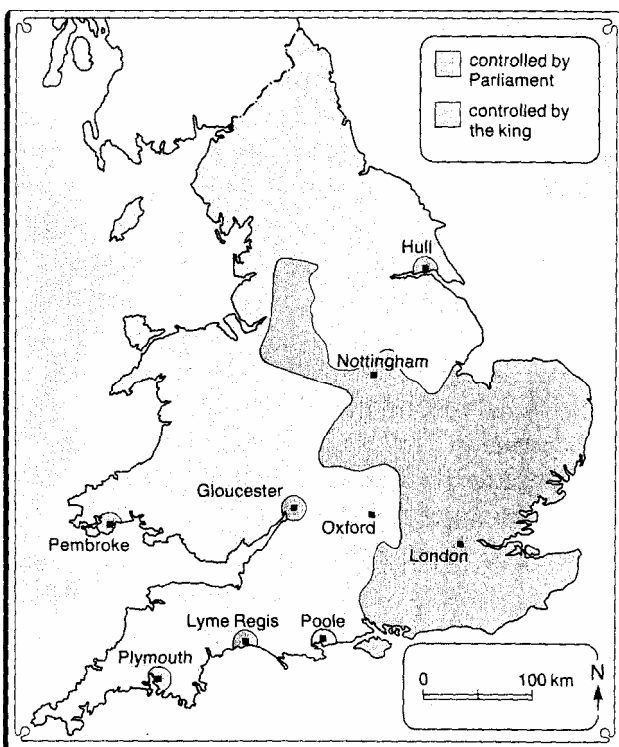 controlled by
Parliament
controlled by
the king
Hull
Nottingham
Gloucester
Oxford
Pembroke
London
Lyme Regis
Poole
Plymouth
0
100 km
N